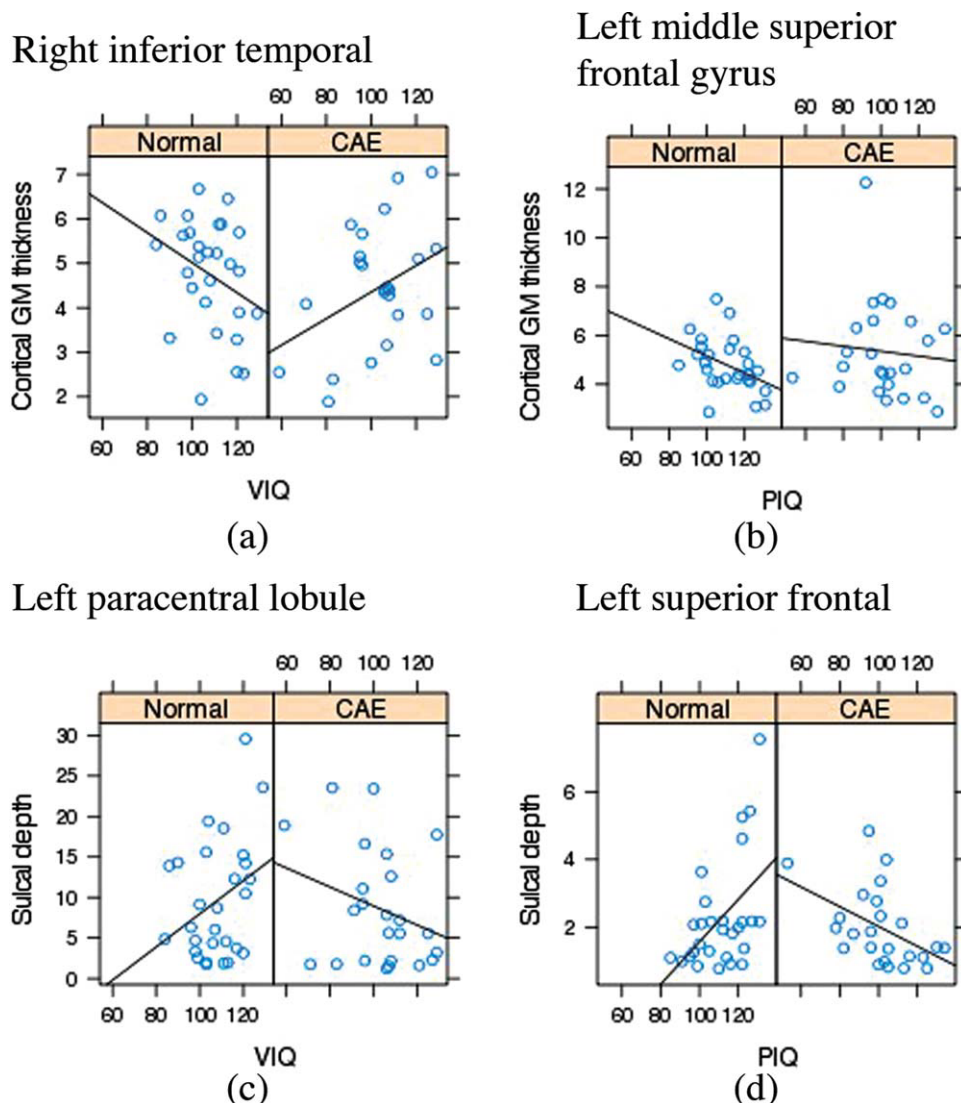 Right inferior temporal
60 80 100 120
Normal CAE
Cortical GM thickness
7
6
5
4
3
2
60 80 100 120
VIQ
(a)
Left middle superior
frontal gyrus
60 80 100 120
Normal CAE
Cortical GM thickness
12
10
8
6
4
60 80 100 120
PIQ
(b)
Left paracentral lobule
60 80 100 120
Normal CAE
Sulcal depth
30
25
20
15
10
5
0
60 80 100 120
VIQ
(c)
Left superior frontal
60 80 100 120
Normal CAE
Sulcal depth
6
4
2
60 80 100 130
PIQ
(d)